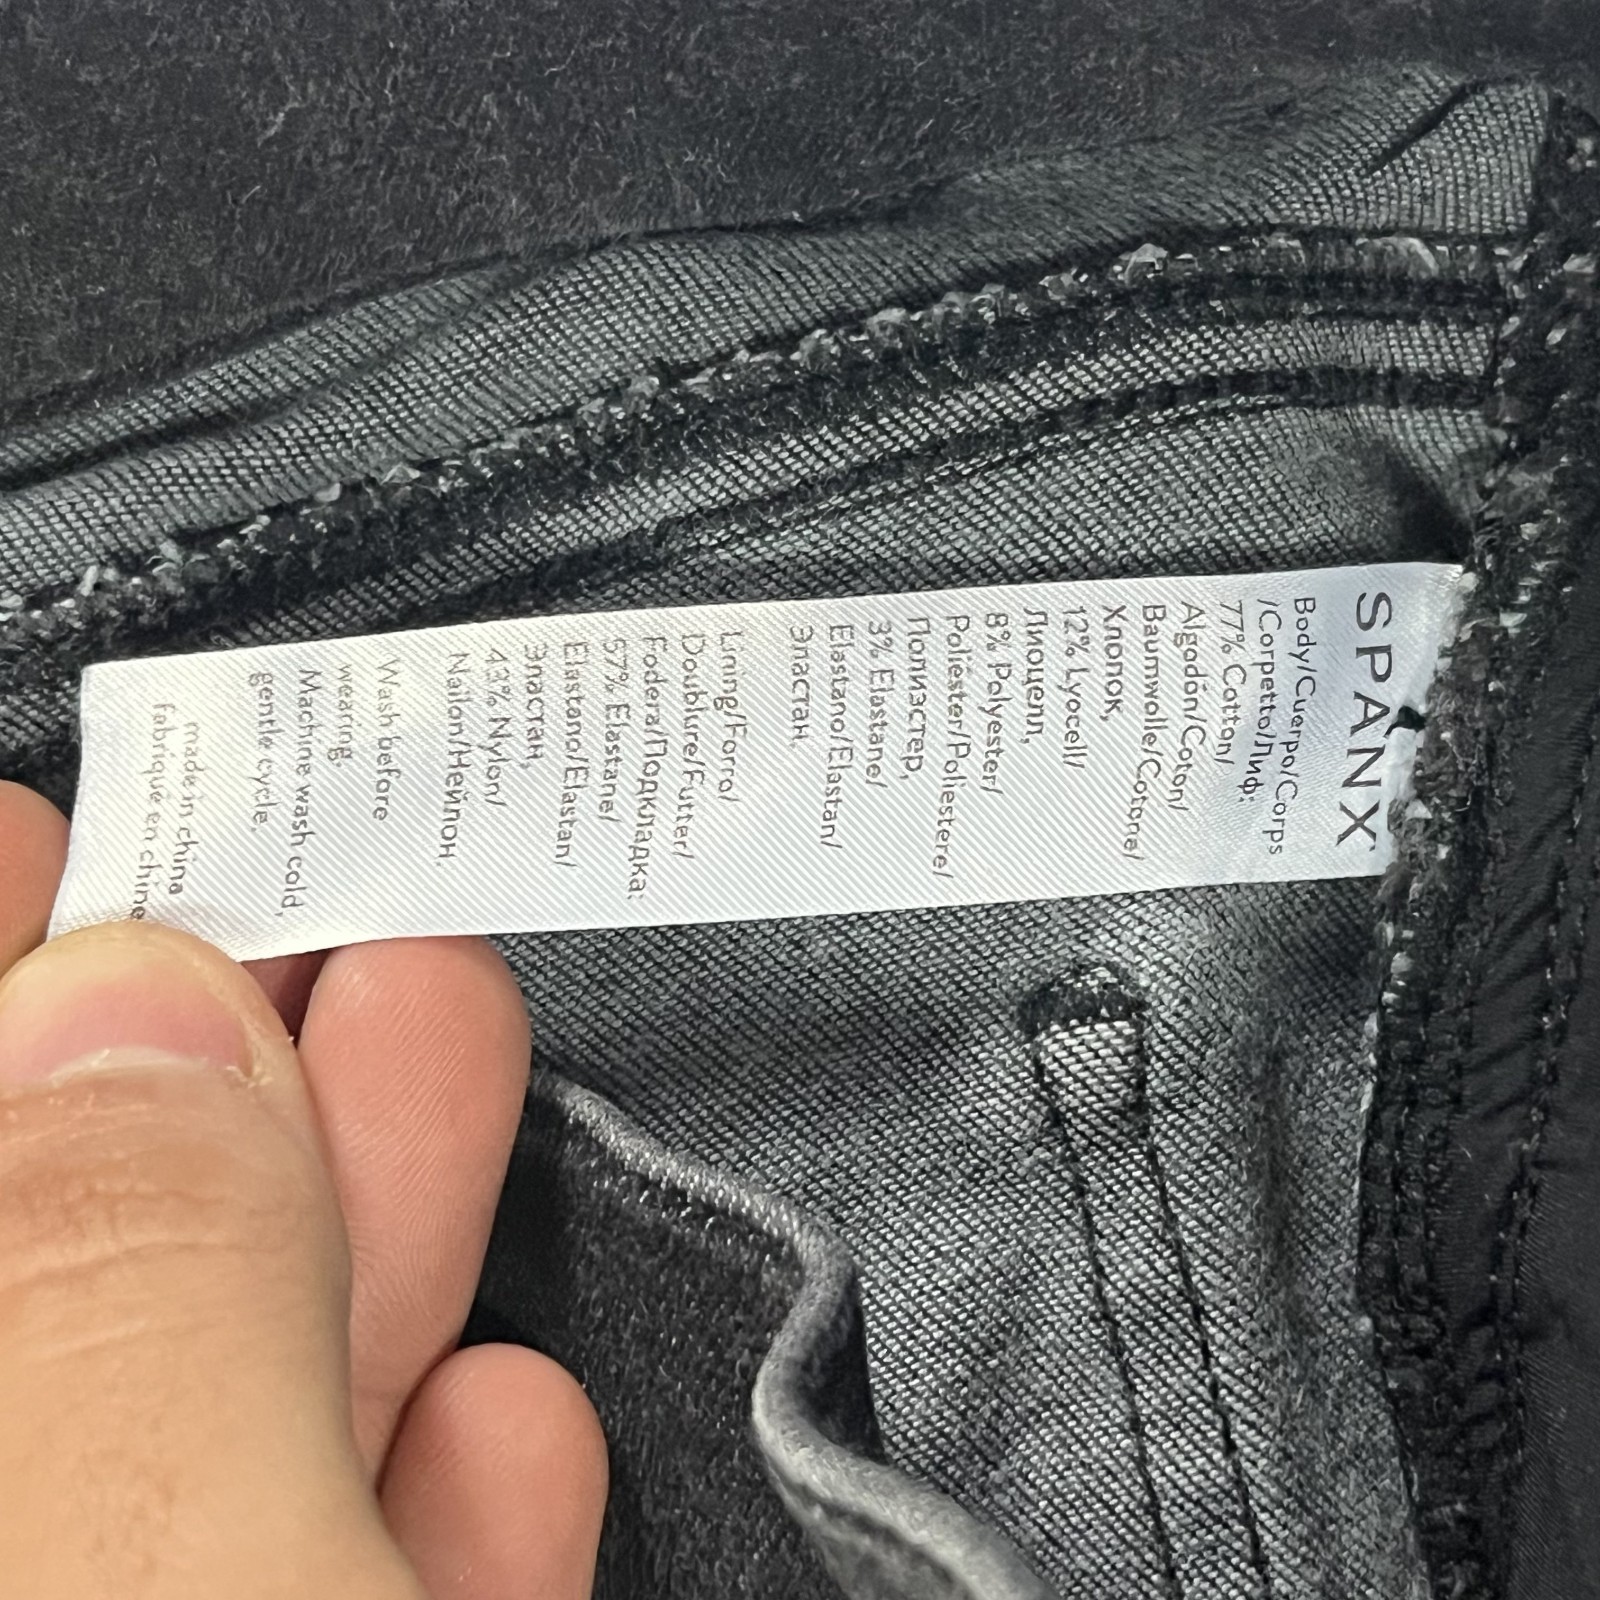 SPANX
Body/Cuerpo/Corps
/Corpetto/Лиф:
77% Cotton/
Algodón/Coton/
Baumwolle/Cotone/
Хлопок,
12% Lyocell/
Лиоцелл,
8% Polyester/
Poliéster/Poliestere/
Полиэстер,
3% Elastane/
Elastano/Elastan/
Эластан.
Lining/Forro/
Doublure/Futter/
Fodera/Подкладка:
57% Elastane/
Elastano/Elastan/
Эластан,
43% Nylon/
Nailon/Нейлон.
Wash before
wearing.
Machine wash cold,
gentle cycle.
made in china
fabriqué en chine